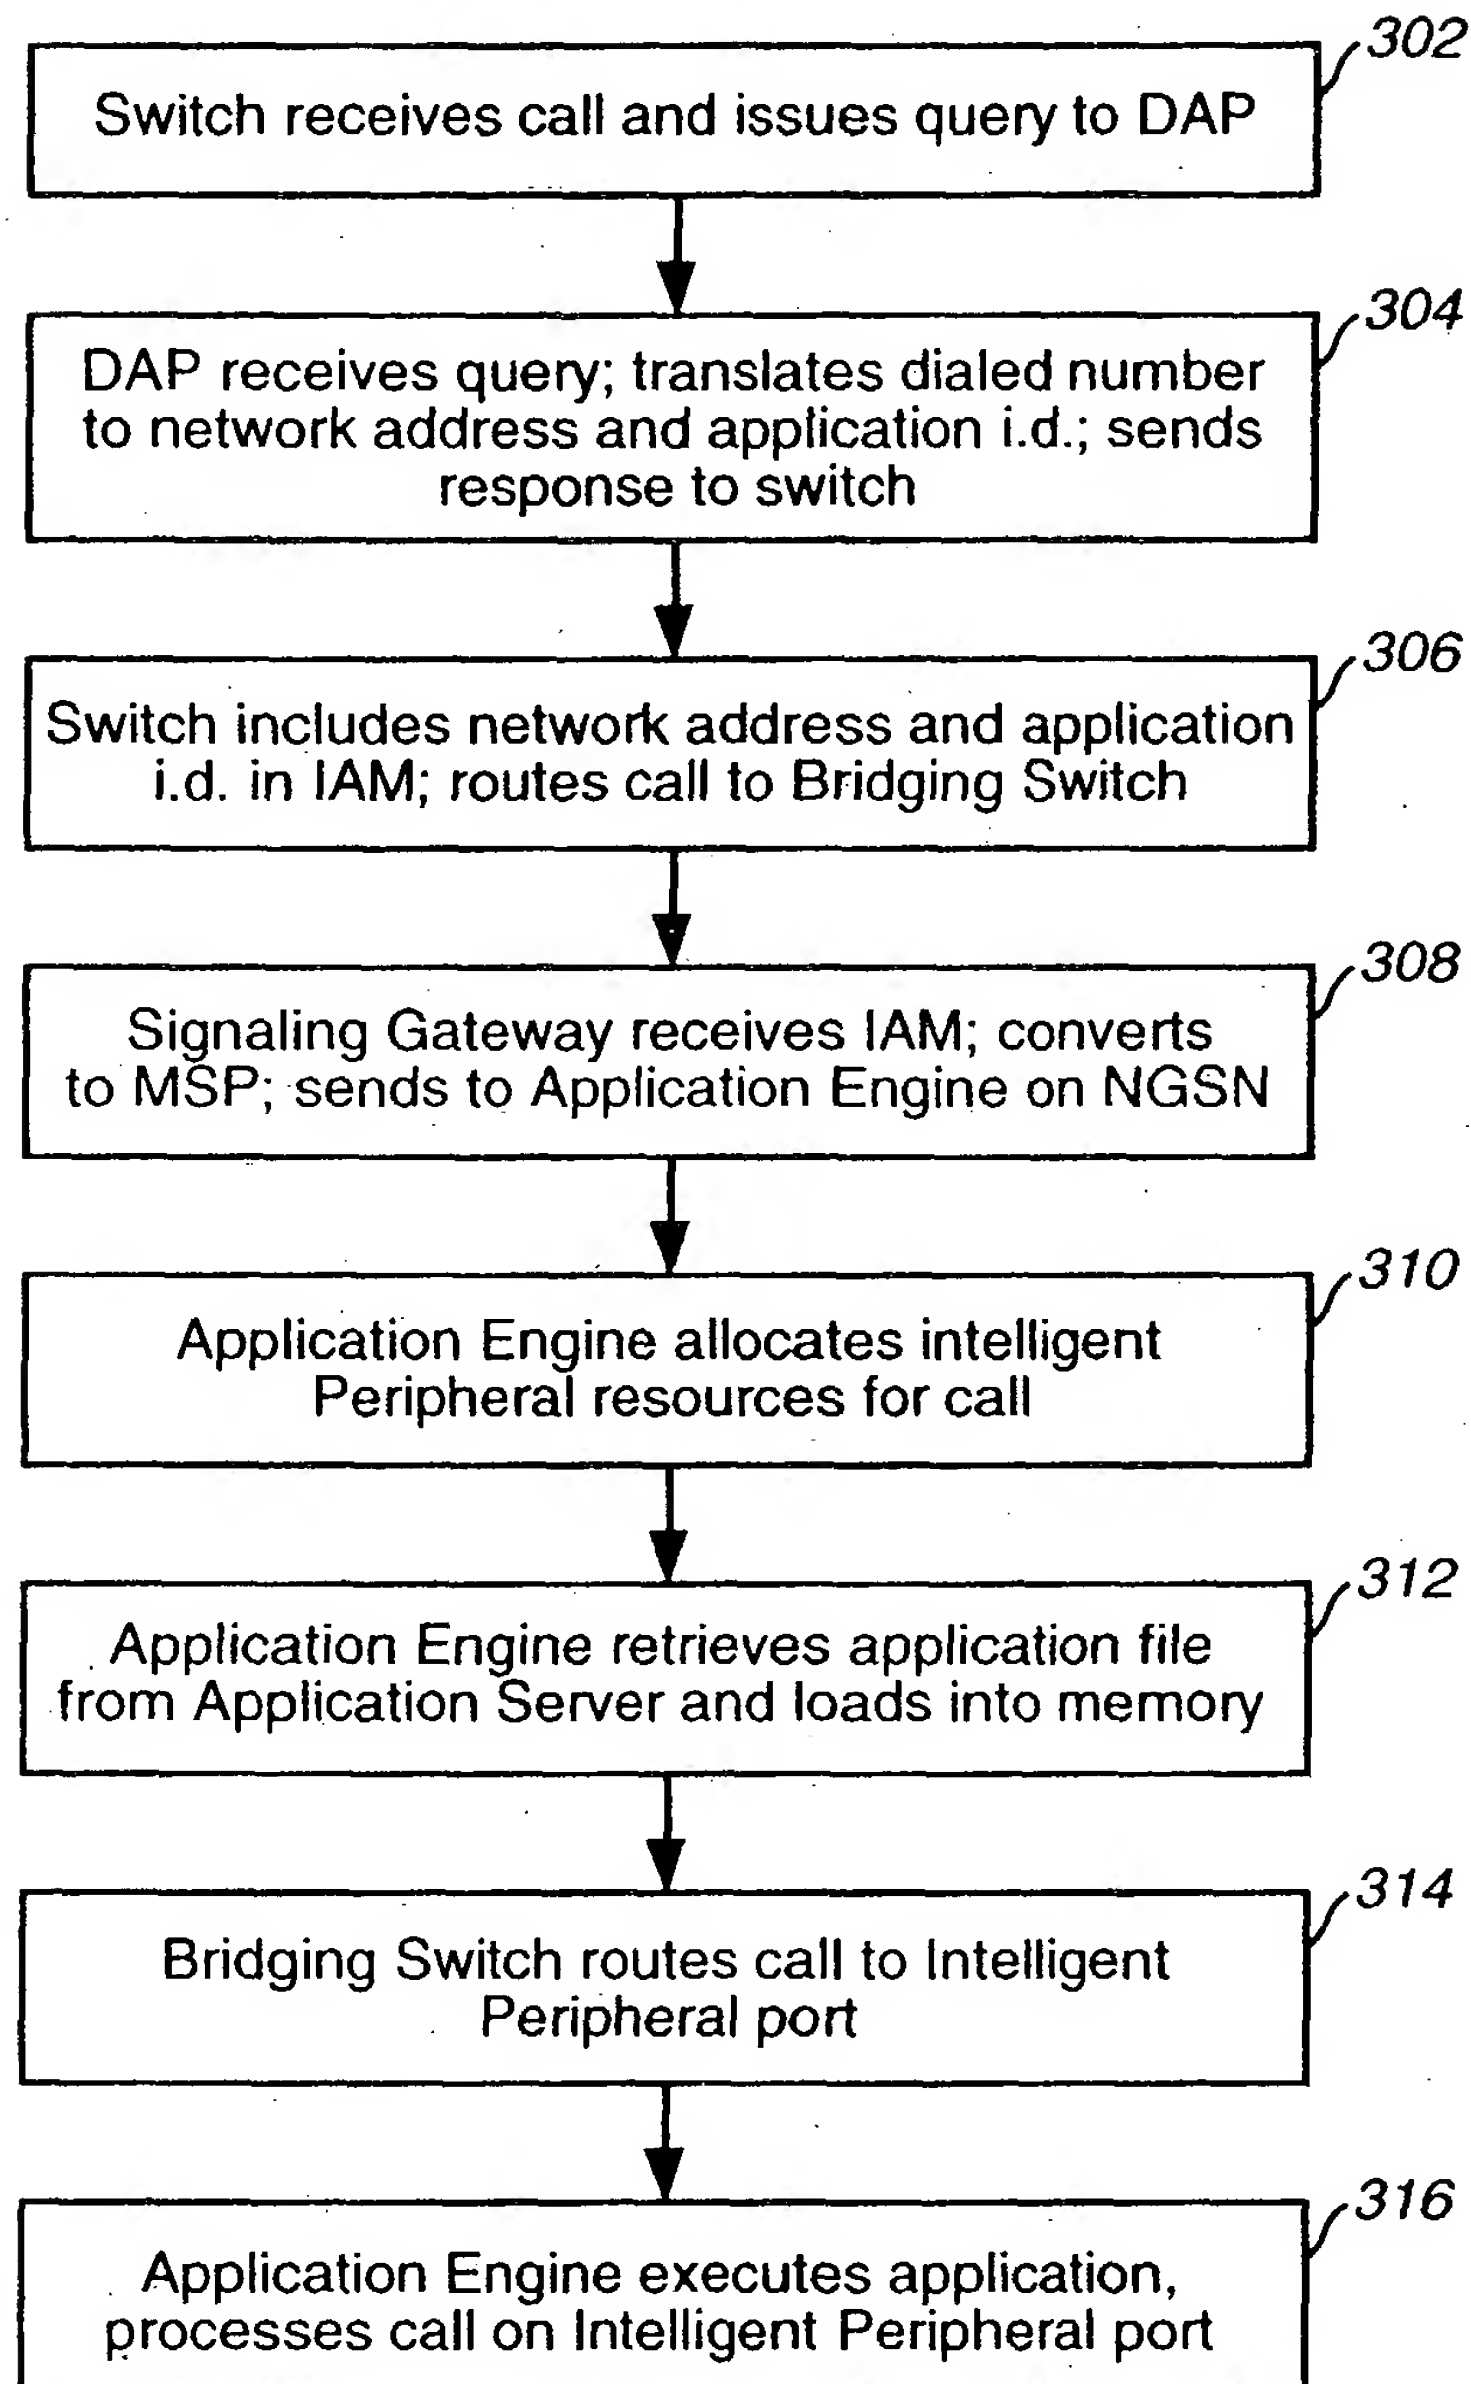 302
Switch receives call and issues query to DAP
304
DAP receives query; translates dialed number
to network address and application i.d.; sends
response to switch
306
Switch includes network address and application
i.d. in IAM; routes call to Bridging Switch
308
Signaling Gateway receives IAM; converts
to MSP; sends to Application Engine on NGSN
310
Application Engine allocates intelligent
Peripheral resources for call
312
Application Engine retrieves application file
from Application Server and loads into memory
314
Bridging Switch routes call to Intelligent
Peripheral port
316
Application Engine executes application,
processes call on Intelligent Peripheral port